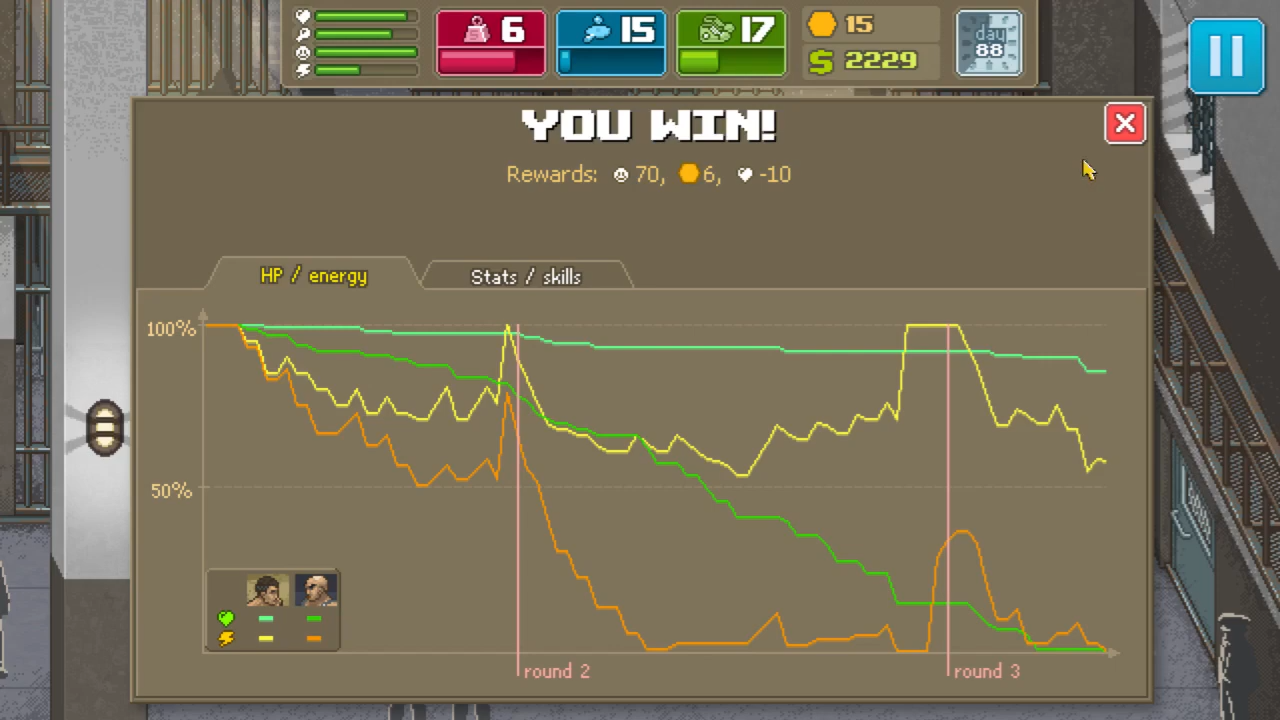 6
15
17
15
2229
day
88
YOU WIN!
Rewards: 70, 6, -10
HP / energy
Stats / skills
100%
50%
round 2
round 3